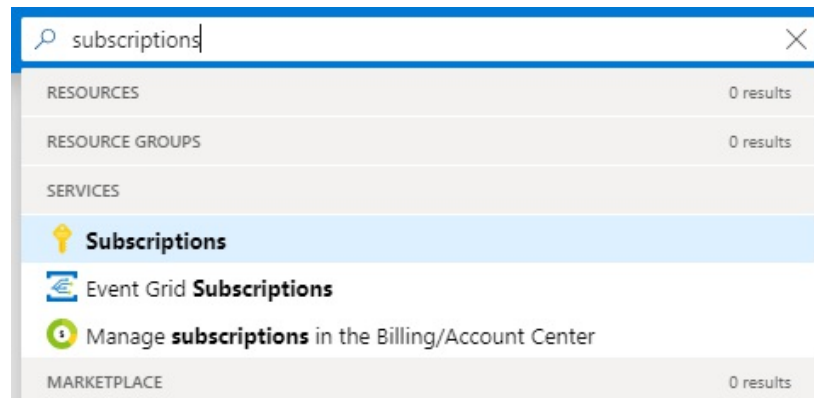 subscriptions
RESOURCES 0 results
RESOURCE GROUPS 0 results
SERVICES
Subscriptions
Event Grid Subscriptions
Manage subscriptions in the Billing/Account Center
MARKETPLACE 0 results